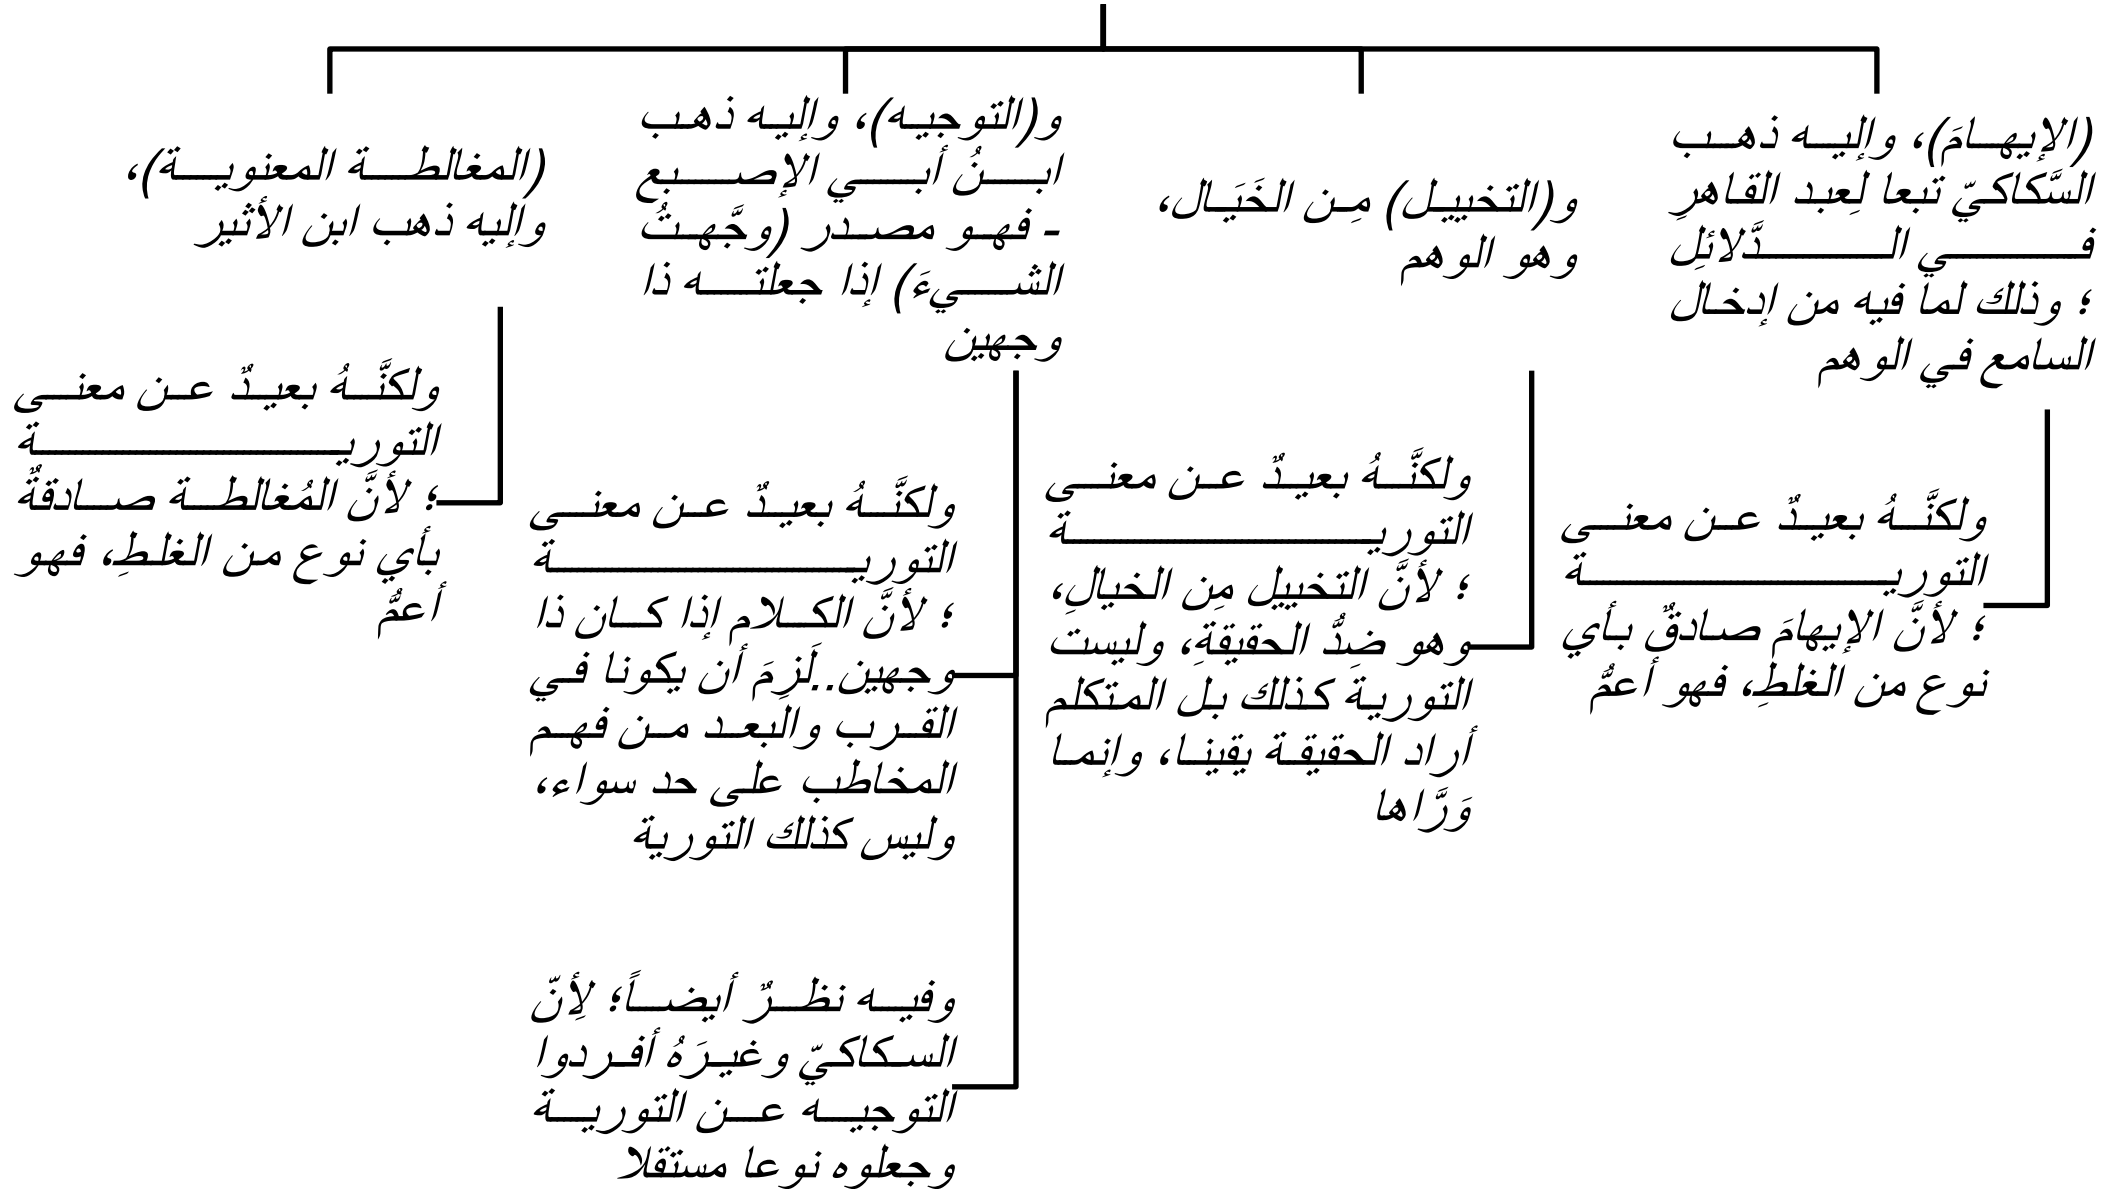 (الإيهامَ)، وإليه ذهب
السَّكاكيّ تبعا لِعبد القاهرِ
في الدَّلائلِ
؛ وذلك لما فيه من إدخال
السامع في الوهم
ولكنَّهُ بعيدٌ عن معنى
التورية
؛ لأنَّ الإيهامَ صادقٌ بأي
نوع من الغلطِ، فهو أعمُّ
و(التخييل) مِن الخَيَال،
وهو الوهم
ولكنَّهُ بعيدٌ عن معنى
التورية
؛ لأنَّ التخييل مِن الخيالِ،
وهو ضِدُّ الحقيقةِ، وليست
التورية كذلك بل المتكلم
أراد الحقيقة يقينا، وإنما
وَرَّاها
و(التوجيه)، وإليه ذهب
ابنُ أبي الإصبع
- فهو مصدر (وجَّهتُ
الشيءَ) إذا جعلته ذا
وجهين
ولكنَّهُ بعيدٌ عن معنى
التورية
؛ لأنَّ الكلام إذا كان ذا
وجهين..لَزِمَ أن يكونا في
القرب والبعد من فهم
المخاطب على حد سواء،
وليس كذلك التورية
وفيه نظرٌ أيضاً؛ لِأنّ
السكاكيّ وغيرَهُ أفردوا
التوجيه عن التورية
وجعلوه نوعا مستقلا
(المغالطة المعنوية)،
وإليه ذهب ابن الأثير
ولكنَّهُ بعيدٌ عن معنى
التورية
؛ لأنَّ المُغالطة صادقةٌ
بأي نوع من الغلطِ، فهو
أعمُّ